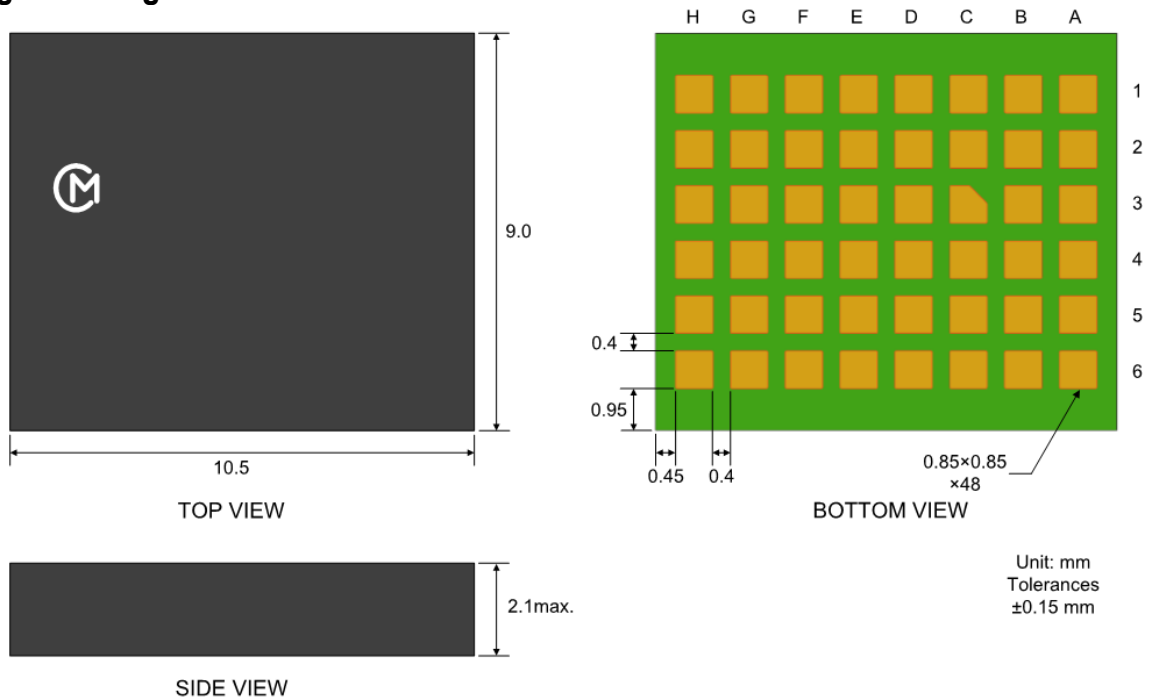 H G F E D C B A
1
2
3
4
5
6
9.0
10.5
TOP VIEW
0.4
0.95
0.45
0.4
0.85×0.85
×48
BOTTOM VIEW
2.1max.
SIDE VIEW
Unit: mm
Tolerances
±0.15 mm
CM